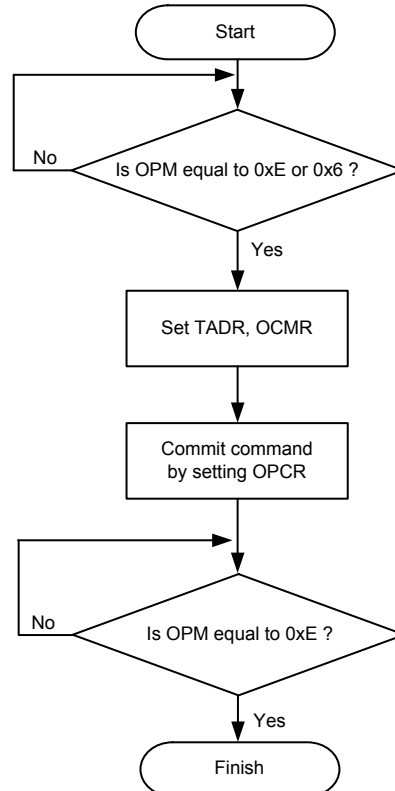 Start
No
Is OPM equal to 0xE or 0x6 ?
Yes
Set TADR, OCMR
Commit command
by setting OPCR
No
Is OPM equal to 0xE ?
Yes
Finish